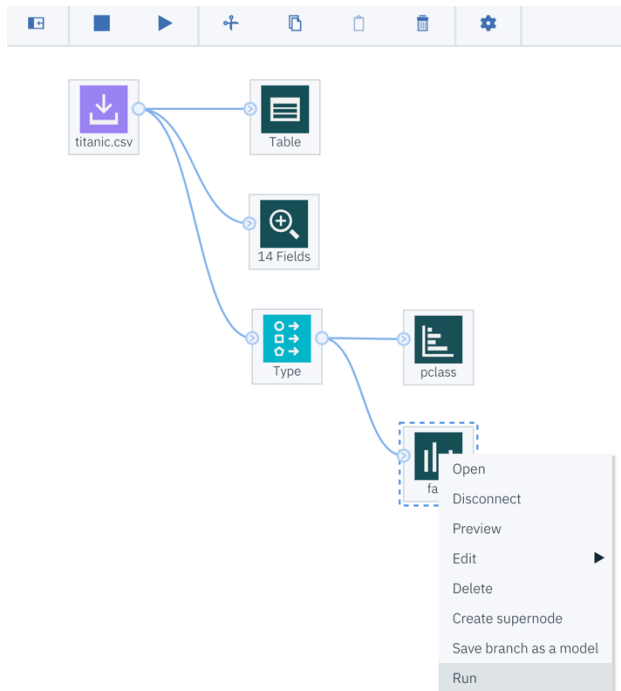 titanic.csv
Table
14 Fields
Type
pclass
Open
Disconnect
Preview
Edit
Delete
Create supernode
Save branch as a model
Run